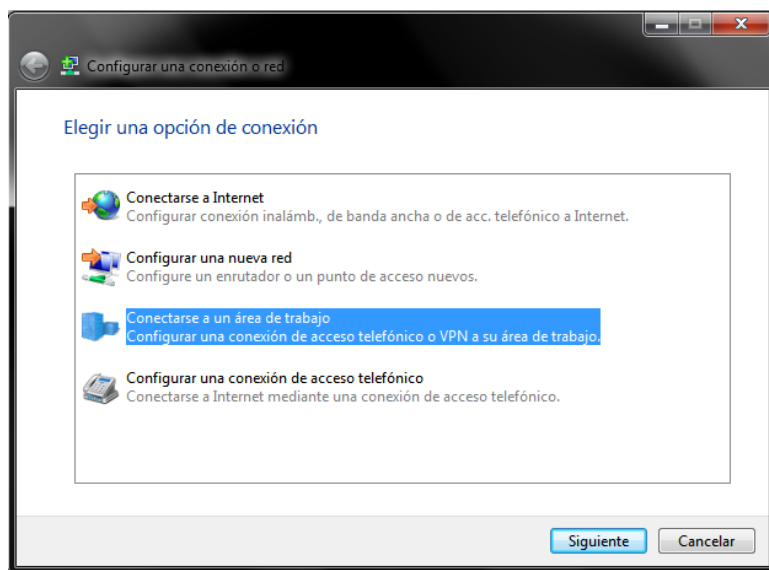 Configurar una conexión o red
Elegir una opción de conexión
Conectarse a Internet
Configurar conexión inalámb., de banda ancha o de acc. telefónico a Internet.
Configurar una nueva red
Configure un enrutador o un punto de acceso nuevos.
Conectarse a un área de trabajo
Configurar una conexión de acceso telefónico o VPN a su área de trabajo.
Configurar una conexión de acceso telefónico
Conectarse a Internet mediante una conexión de acceso telefónico.
Siguiente Cancelar